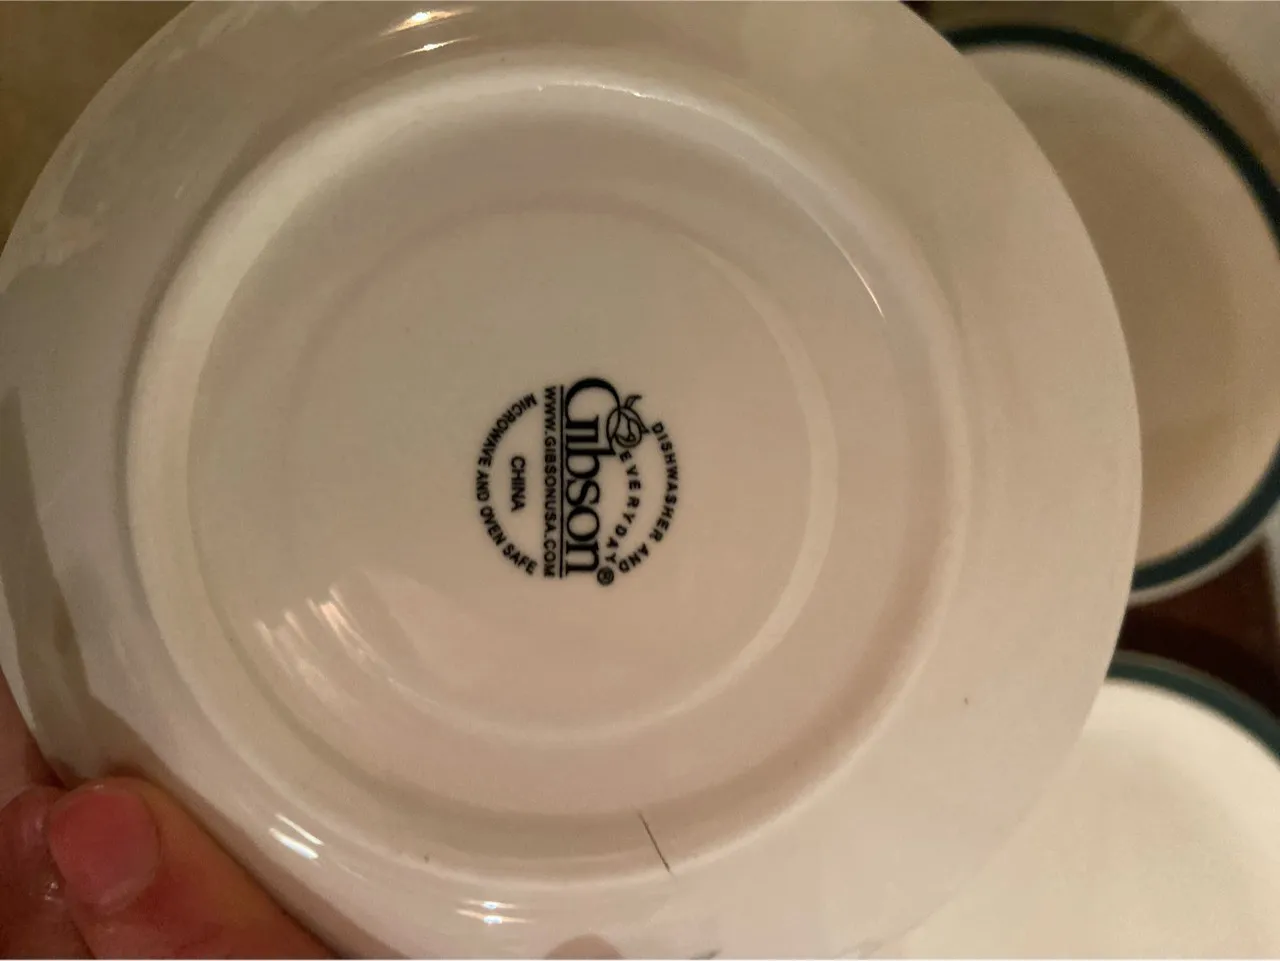 DISHWASHER AND
EVERYDAY®
Gibson
WWW.GIBSONUSA.COM
CHINA
MICROWAVE AND OVEN SAFE